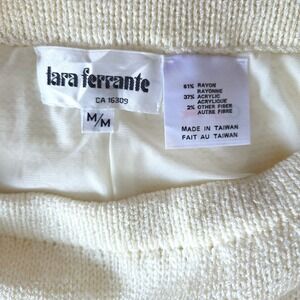 lara ferrante
CA 16309
M/M
61% RAYON
RAYONNE
37% ACRYLIC
ACRYLIQUE
2% OTHER FIBER
AUTRE FIBRE
MADE IN TAIWAN
FAIT AU TAIWAN